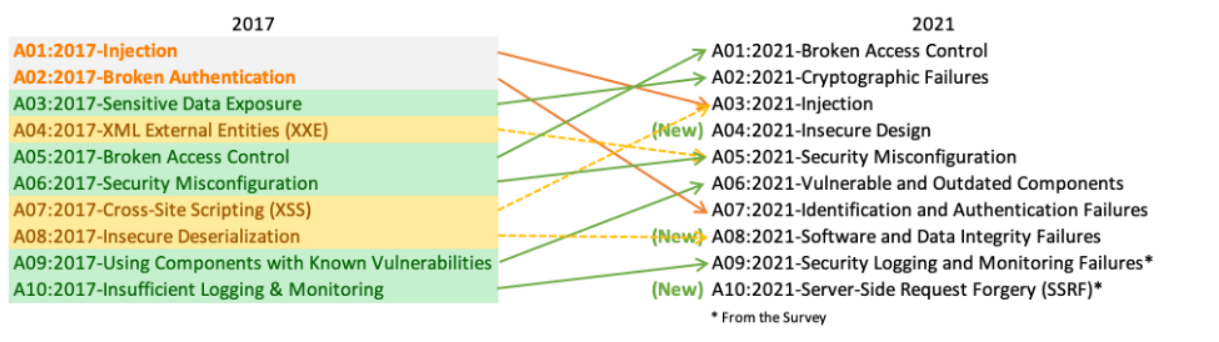 2017 2021
A01:2017-Injection A01:2021-Broken Access Control
A02:2017-Broken Authentication A02:2021-Cryptographic Failures
A03:2017-Sensitive Data Exposure A03:2021-Injection
A04:2017-XML External Entities (XXE) (New) A04:2021-Insecure Design
A05:2017-Broken Access Control A05:2021-Security Misconfiguration
A06:2017-Security Misconfiguration A06:2021-Vulnerable and Outdated Components
A07:2017-Cross-Site Scripting (XSS) A07:2021-Identification and Authentication Failures
A08:2017-Insecure Deserialization (New) A08:2021-Software and Data Integrity Failures
A09:2017-Using Components with Known Vulnerabilities A09:2021-Security Logging and Monitoring Failures*
A10:2017-Insufficient Logging & Monitoring (New) A10:2021-Server-Side Request Forgery (SSRF)*
* From the Survey